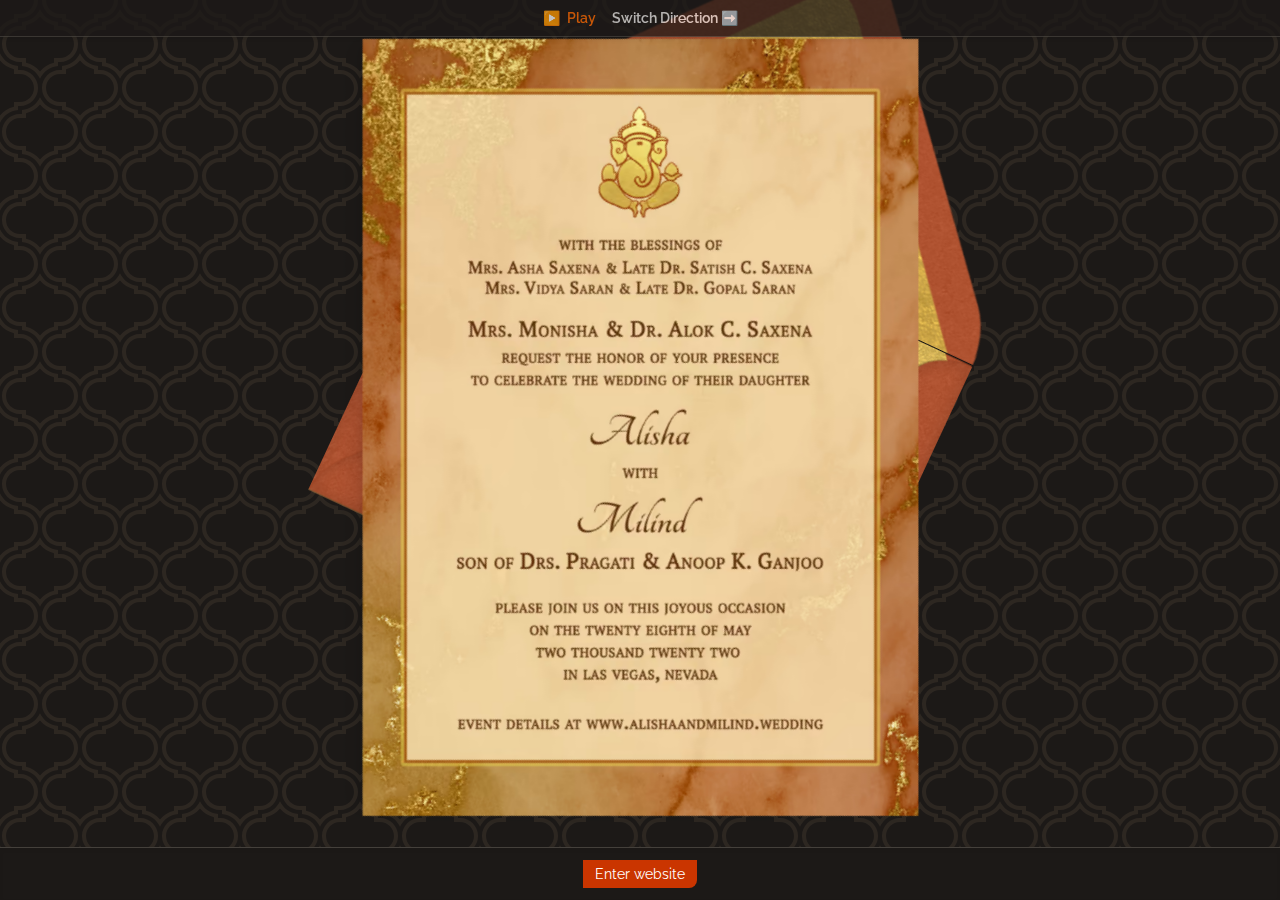 Play Switch Direction
WITH THE BLESSINGS OF
MRS. ASHA SAXENA & LATE DR. SATISH C. SAXENA
MRS. VIDYA SARAN & LATE DR. GOPAL SARAN
MRS. MONISHA & DR. ALOK C. SAXENA
REQUEST THE HONOR OF YOUR PRESENCE
TO CELEBRATE THE WEDDING OF THEIR DAUGHTER
Alisha
WITH
Milind
SON OF DRS. PRAGATI & ANOOP K. GANJOO
PLEASE JOIN US ON THIS JOYOUS OCCASION
ON THE TWENTY EIGHTH OF MAY
TWO THOUSAND TWENTY TWO
IN LAS VEGAS, NEVADA
EVENT DETAILS AT WWW.ALISHAANDMILIND.WEDDING
Enter website